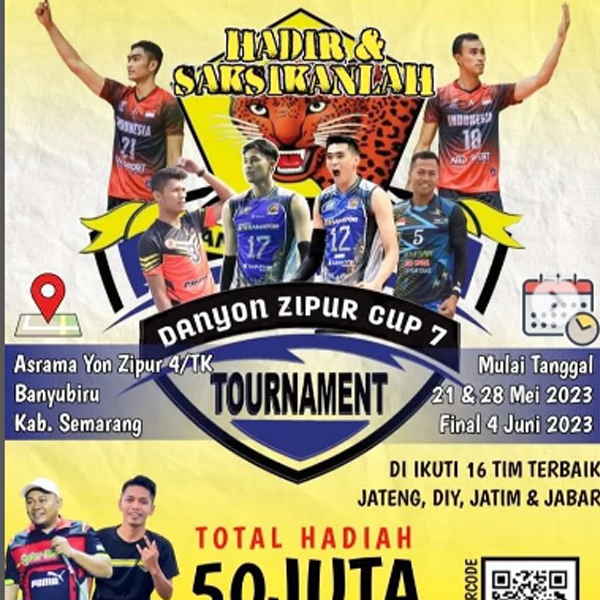 HADIR & SAKSIKANLAH
INDONESIA
21
INDONESIA
18
17
12
5
DANYON ZIPUR CUP 7
TOURNAMENT
Asrama Yon Zipur 4/TK
Banyubiru
Kab. Semarang
Mulai Tanggal
21 & 28 Mei 2023
Final 4 Juni 2023
DI IKUTI 16 TIM TERBAIK
JATENG, DIY, JATIM & JABAR
TOTAL HADIAH
50 JUTA
PUMA